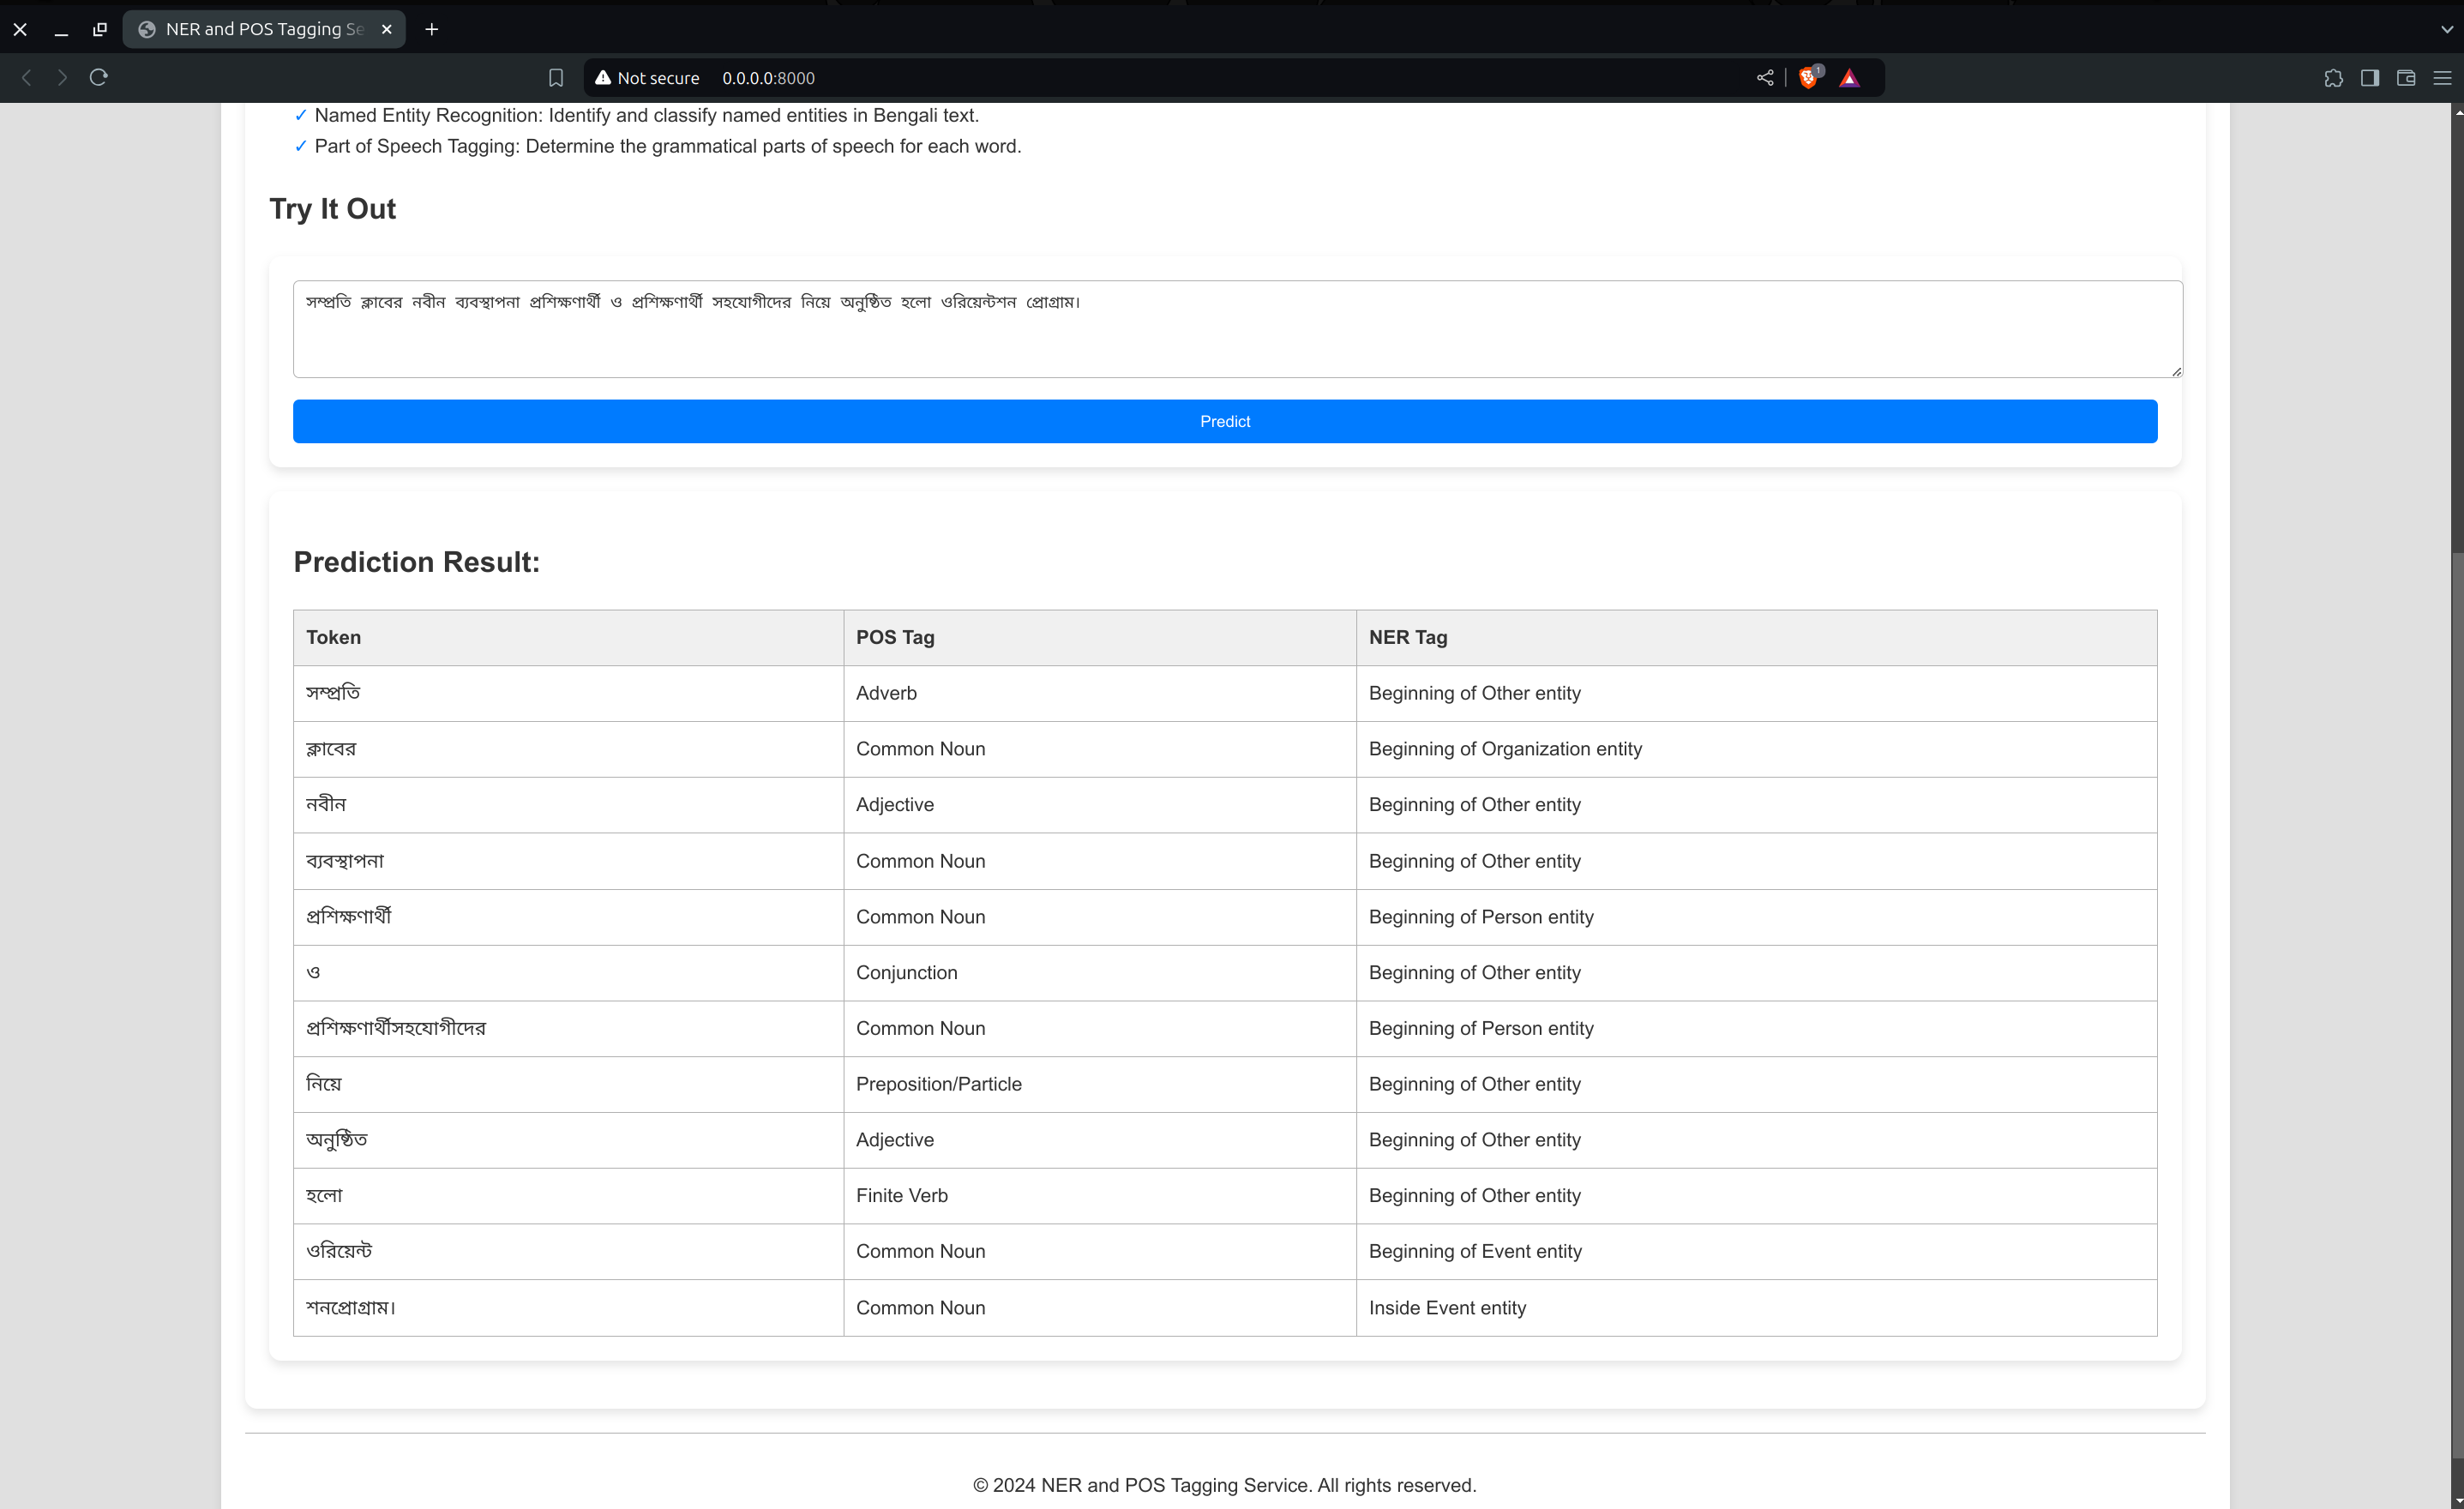 NER and POS Tagging Se
Not secure 0.0.0.0:8000
1
✓ Named Entity Recognition: Identify and classify named entities in Bengali text.
✓ Part of Speech Tagging: Determine the grammatical parts of speech for each word.
Try It Out
সম্প্রতি ক্লাবের নবীন ব্যবস্থাপনা প্রশিক্ষণার্থী ও প্রশিক্ষণার্থী সহযোগীদের নিয়ে অনুষ্ঠিত হলো ওরিয়েন্টশন প্রোগ্রাম।
Predict
Prediction Result:
Token POS Tag NER Tag
সম্প্রতি Adverb Beginning of Other entity
ক্লাবের Common Noun Beginning of Organization entity
নবীন Adjective Beginning of Other entity
ব্যবস্থাপনা Common Noun Beginning of Other entity
প্রশিক্ষণার্থী Common Noun Beginning of Person entity
ও Conjunction Beginning of Other entity
প্রশিক্ষণার্থীসহযোগীদের Common Noun Beginning of Person entity
নিয়ে Preposition/Particle Beginning of Other entity
অনুষ্ঠিত Adjective Beginning of Other entity
হলো Finite Verb Beginning of Other entity
ওরিয়েন্ট Common Noun Beginning of Event entity
শনপ্রোগ্রাম। Common Noun Inside Event entity
© 2024 NER and POS Tagging Service. All rights reserved.